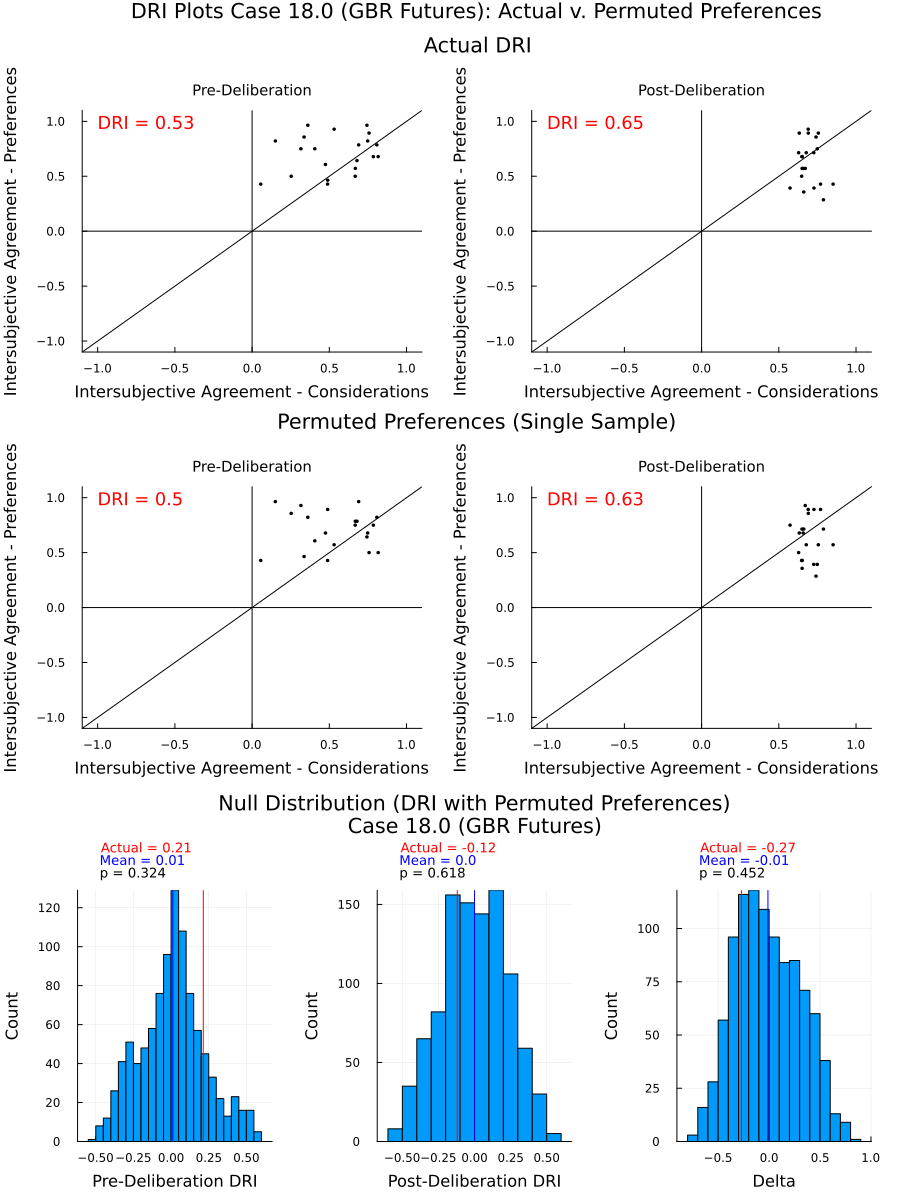 DRI Plots Case 18.0 (GBR Futures): Actual v. Permuted Preferences
Actual DRI
Pre-Deliberation
DRI = 0.53
Intersubjective Agreement - Preferences
1.0
0.5
0.0
−0.5
−1.0
−1.0 −0.5 0.0 0.5 1.0
Intersubjective Agreement - Considerations
Post-Deliberation
DRI = 0.65
Intersubjective Agreement - Preferences
1.0
0.5
0.0
−0.5
−1.0
−1.0 −0.5 0.0 0.5 1.0
Intersubjective Agreement - Considerations
Permuted Preferences (Single Sample)
Pre-Deliberation
DRI = 0.5
Intersubjective Agreement - Preferences
1.0
0.5
0.0
−0.5
−1.0
−1.0 −0.5 0.0 0.5 1.0
Intersubjective Agreement - Considerations
Post-Deliberation
DRI = 0.63
Intersubjective Agreement - Preferences
1.0
0.5
0.0
−0.5
−1.0
−1.0 −0.5 0.0 0.5 1.0
Intersubjective Agreement - Considerations
Null Distribution (DRI with Permuted Preferences)
Case 18.0 (GBR Futures)
Actual = 0.21
Mean = 0.01
p = 0.324
Count
120
100
80
60
40
20
0
−0.50 −0.25 0.00 0.25 0.50
Pre-Deliberation DRI
Actual = -0.12
Mean = 0.0
p = 0.618
Count
150
100
50
0
−0.50 −0.25 0.00 0.25 0.50
Post-Deliberation DRI
Actual = -0.27
Mean = -0.01
p = 0.452
Count
100
75
50
25
0
−0.5 0.0 0.5 1.0
Delta